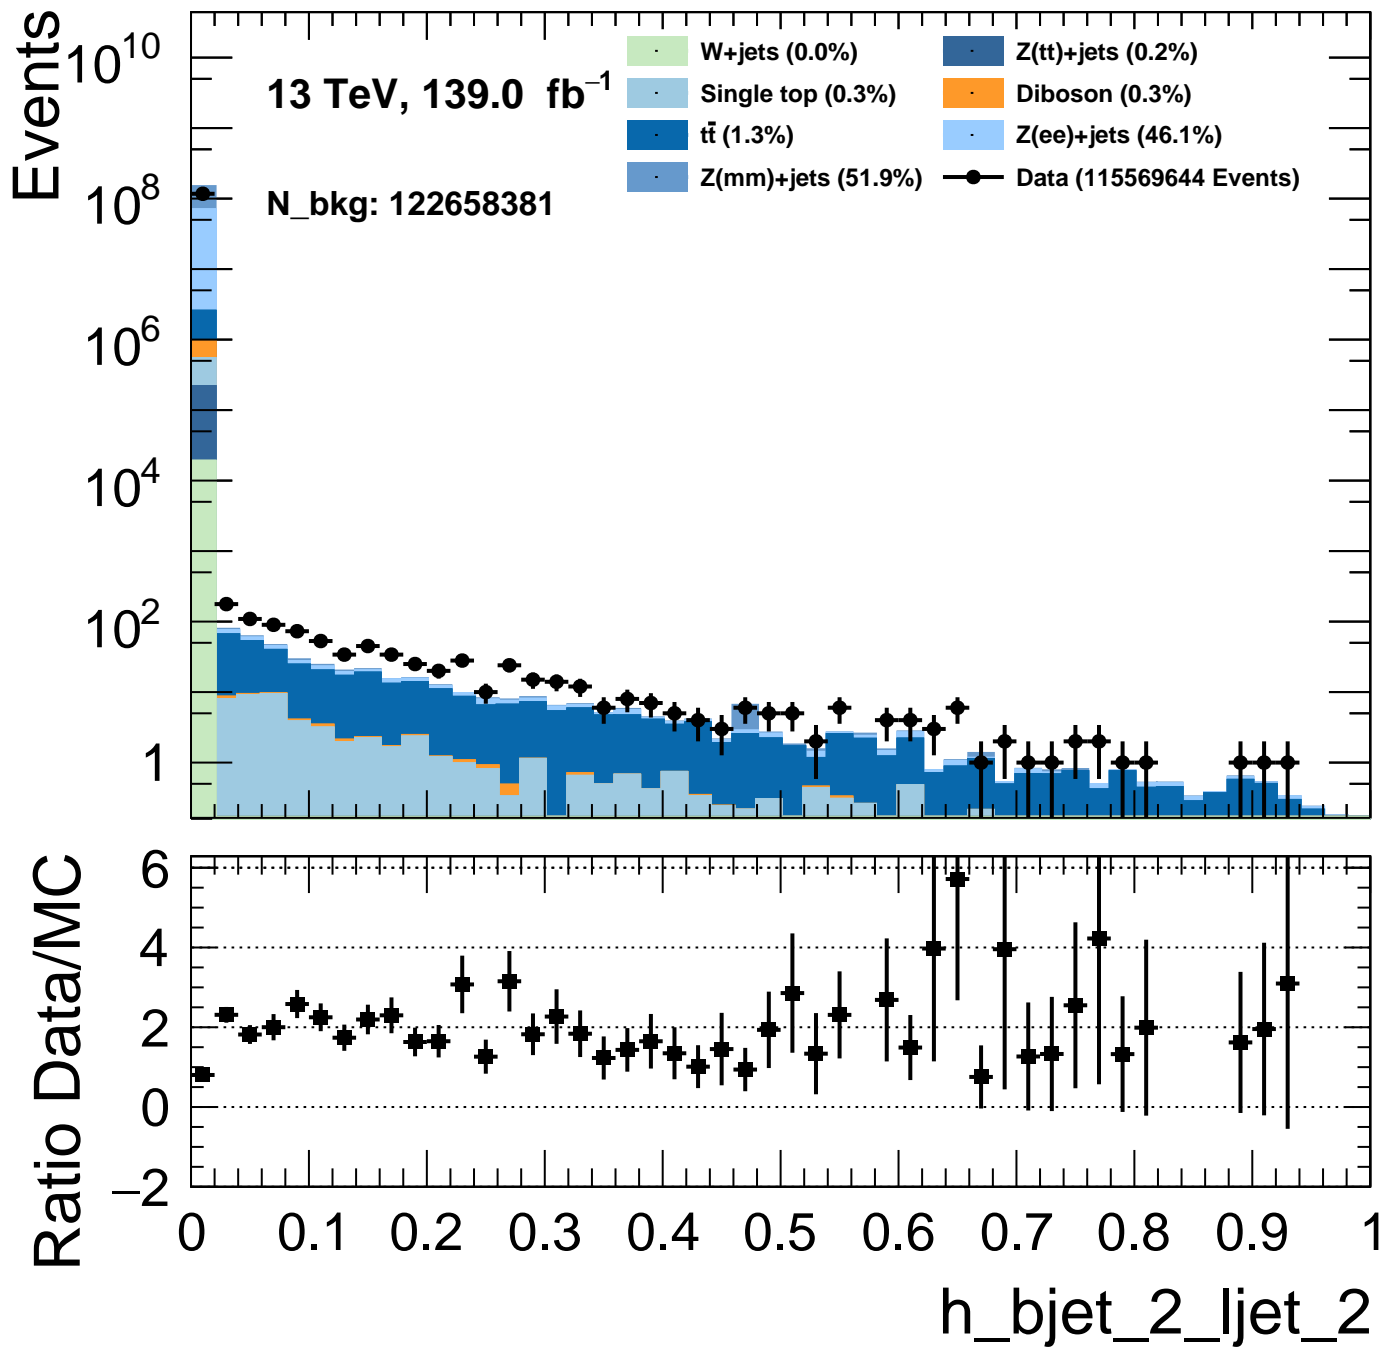 Events
10^10
10^8
10^6
10^4
10^2
1
13 TeV, 139.0 fb^−1
N_bkg: 122658381
W+jets (0.0%)
Single top (0.3%)
tt̄ (1.3%)
Z(mm)+jets (51.9%)
Z(tt)+jets (0.2%)
Diboson (0.3%)
Z(ee)+jets (46.1%)
Data (115569644 Events)
Ratio Data/MC
6
4
2
0
−2
0 0.1 0.2 0.3 0.4 0.5 0.6 0.7 0.8 0.9 1
h_bjet_2_ljet_2